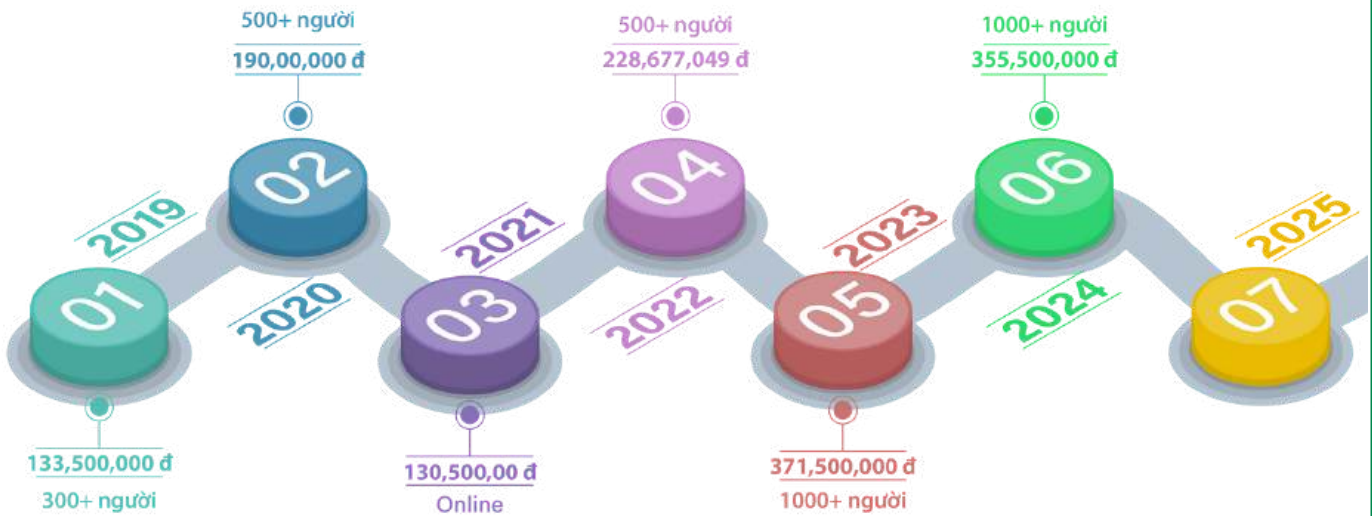 01
2019
133,500,000 đ
300+ người
500+ người
190,00,000 đ
02
2020
03
2021
130,500,00 đ
Online
500+ người
228,677,049 đ
04
2022
05
2023
371,500,000 đ
1000+ người
1000+ người
355,500,000 đ
06
2024
07
2025